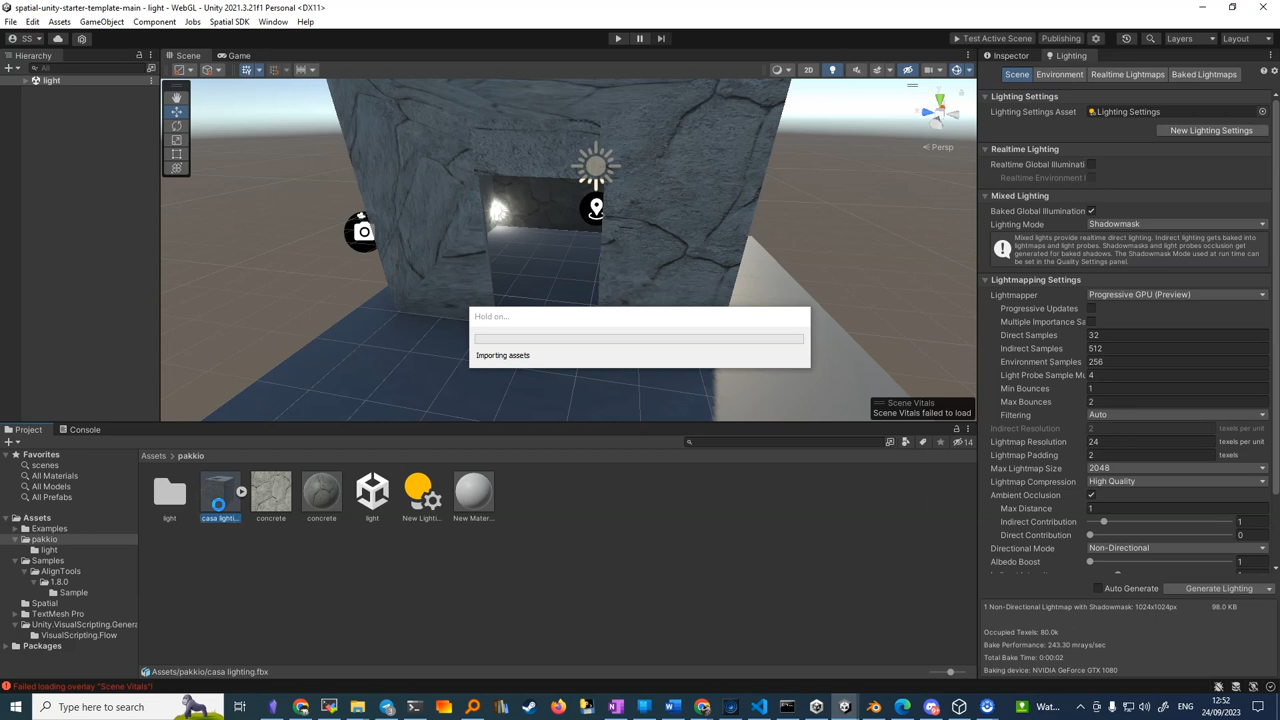 spatial-unity-starter-template-main - light - WebGL - Unity 2021.3.21f1 Personal <DX11>
File Edit Assets GameObject Component Jobs Spatial SDK Window Help
SS Test Active Scene Publishing Layers Layout
Hierarchy Scene Game Inspector Lighting
All 2D Scene Environment Realtime Lightmaps Baked Lightmaps
light
Lighting Settings
Lighting Settings Asset Lighting Settings
New Lighting Settings
Persp
Realtime Lighting
Realtime Global Illuminati
Realtime Environment
Mixed Lighting
Baked Global Illumination
Lighting Mode Shadowmask
Mixed lights provide realtime direct lighting. Indirect lighting gets baked into
lightmaps and light probes. Shadowmasks and light probes occlusion get
generated for baked shadows. The Shadowmask Mode used at run time can
be set in the Quality Settings panel.
Lightmapping Settings
Lightmapper Progressive GPU (Preview)
Progressive Updates
Multiple Importance Sa
Direct Samples 32
Indirect Samples 512
Environment Samples 256
Light Probe Sample Mu 4
Min Bounces 1
Max Bounces 2
Filtering Auto
Indirect Resolution 2 texels per unit
Lightmap Resolution 24 texels per unit
Lightmap Padding 2 texels
Max Lightmap Size 2048
Lightmap Compression High Quality
Ambient Occlusion
Max Distance 1
Indirect Contribution 1
Direct Contribution 0
Directional Mode Non-Directional
Albedo Boost 1
Auto Generate Generate Lighting
1 Non-Directional Lightmap with Shadowmask: 1024x1024px 98.0 KB
Occupied Texels: 80.0k
Bake Performance: 243.30 mrays/sec
Total Bake Time: 0:00:02
Baking device: NVIDIA GeForce GTX 1080
Hold on...
Importing assets
Scene Vitals
Scene Vitals failed to load
Project Console
14
Favorites
scenes
All Materials
All Models
All Prefabs
Assets
Examples
pakkio
light
Samples
AlignTools
1.8.0
Sample
Spatial
TextMesh Pro
Unity.VisualScripting.Genera
VisualScripting.Flow
Packages
Assets pakkio
light casa lighti... concrete concrete light New Lighti... New Mater...
Assets/pakkio/casa lighting.fbx
Failed loading overlay "Scene Vitals"!
Type here to search Wat... 12:52
24/09/2023